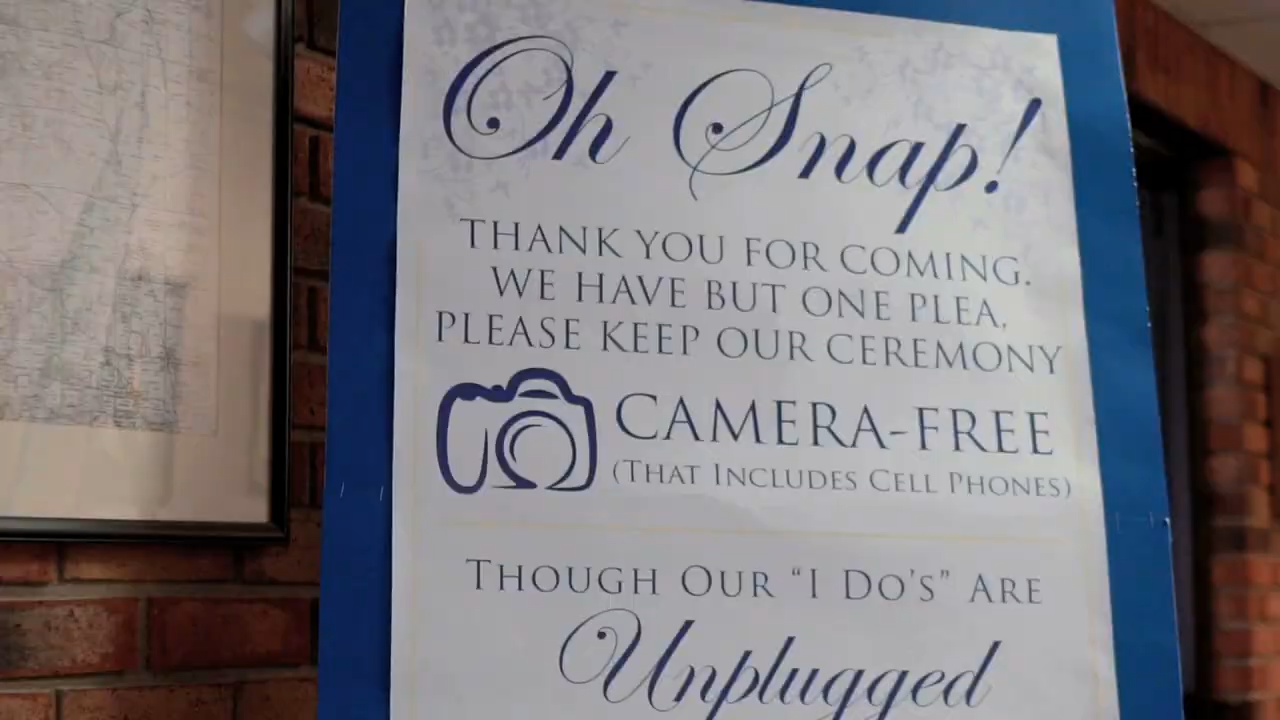 Oh Snap!
THANK YOU FOR COMING.
WE HAVE BUT ONE PLEA,
PLEASE KEEP OUR CEREMONY
CAMERA-FREE
(THAT INCLUDES CELL PHONES)
THOUGH OUR “I DO'S” ARE
Unplugged